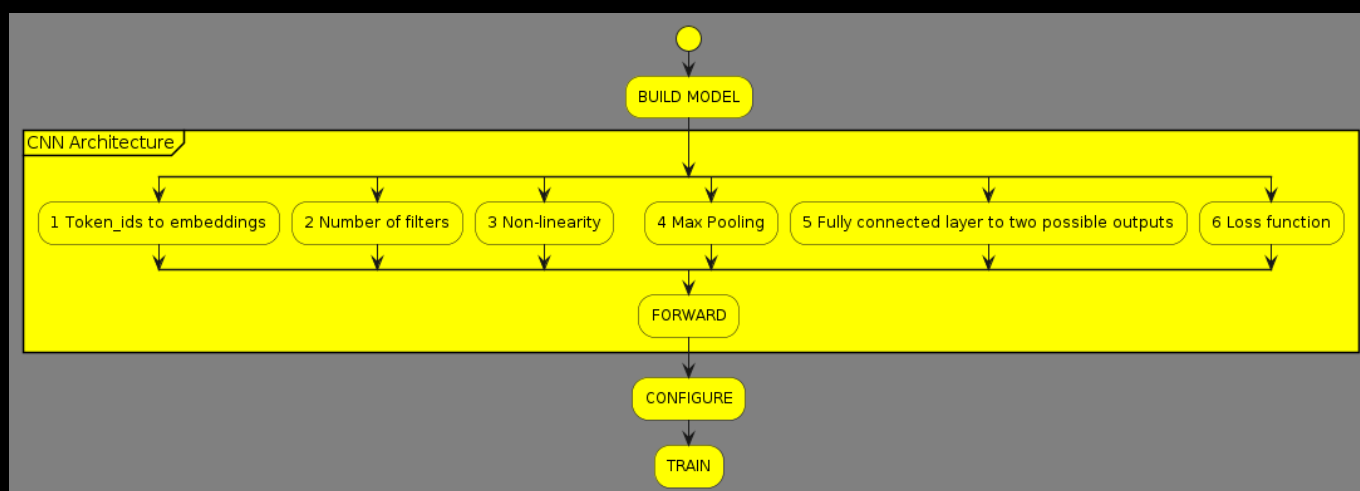 BUILD MODEL
CNN Architecture
1 Token_ids to embeddings
2 Number of filters
3 Non-linearity
4 Max Pooling
5 Fully connected layer to two possible outputs
6 Loss function
FORWARD
CONFIGURE
TRAIN